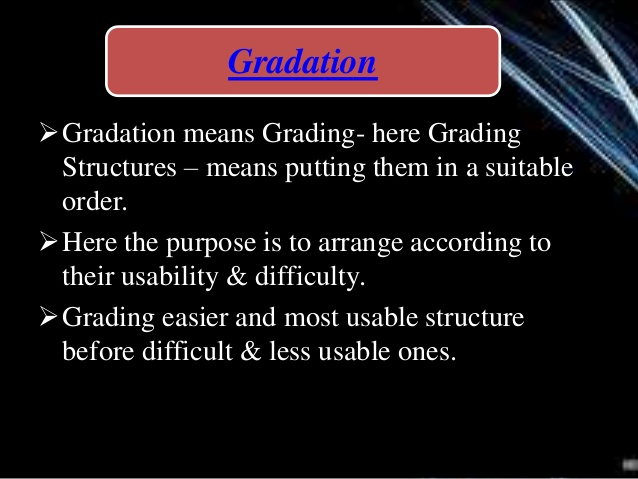 Gradation
➢Gradation means Grading- here Grading
Structures – means putting them in a suitable
order.
➢Here the purpose is to arrange according to
their usability & difficulty.
➢Grading easier and most usable structure
before difficult & less usable ones.